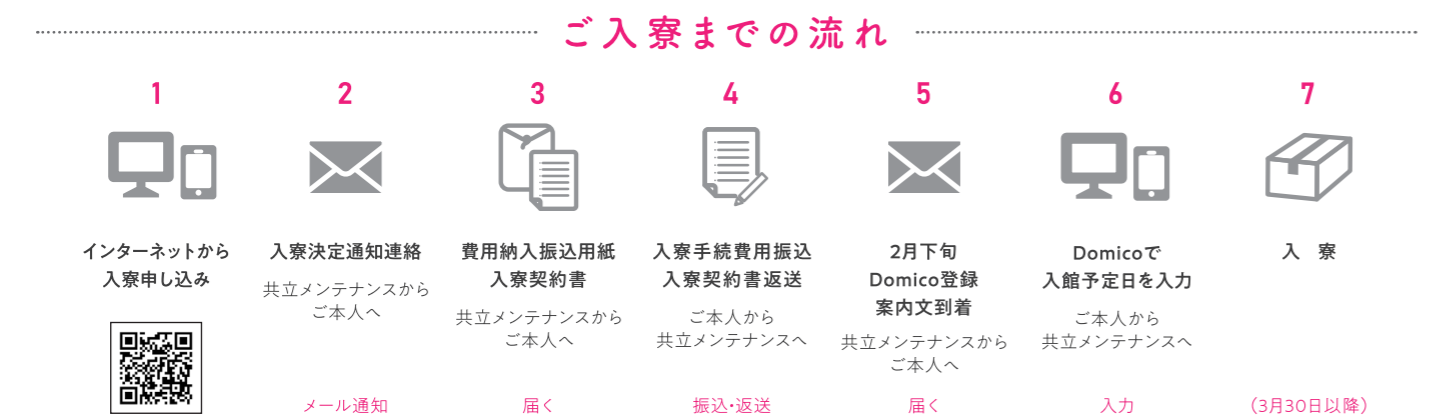 ご入寮までの流れ
1
インターネットから
入寮申し込み
2
入寮決定通知連絡
共立メンテナンスから
ご本人へ
メール通知
3
費用納入振込用紙
入寮契約書
共立メンテナンスから
ご本人へ
届く
4
入寮手続費用振込
入寮契約書返送
ご本人から
共立メンテナンスへ
振込・返送
5
2月下旬
Domico登録
案内文到着
共立メンテナンスから
ご本人へ
届く
6
Domicoで
入館予定日を入力
ご本人から
共立メンテナンスへ
入力
7
入　寮
(3月30日以降)